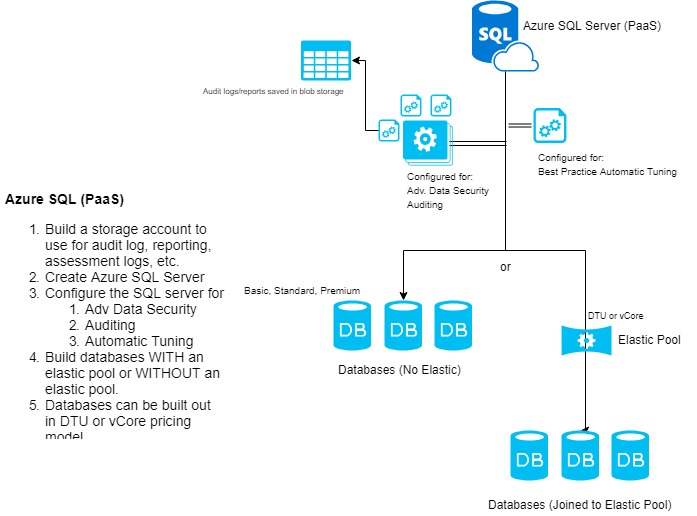 SQL
Azure SQL Server (PaaS)
Audit logs/reports saved in blob storage
Configured for:
Adv. Data Security
Auditing
Configured for:
Best Practice Automatic Tuning
Azure SQL (PaaS)
1. Build a storage account to
use for audit log, reporting,
assessment logs, etc.
2. Create Azure SQL Server
3. Configure the SQL server for
1. Adv Data Security
2. Auditing
3. Automatic Tuning
4. Build databases WITH an
elastic pool or WITHOUT an
elastic pool.
5. Databases can be built out
in DTU or vCore pricing
model
or
Basic, Standard, Premium
DB DB DB
Databases (No Elastic)
DTU or vCore
Elastic Pool
DB DB DB
Databases (Joined to Elastic Pool)